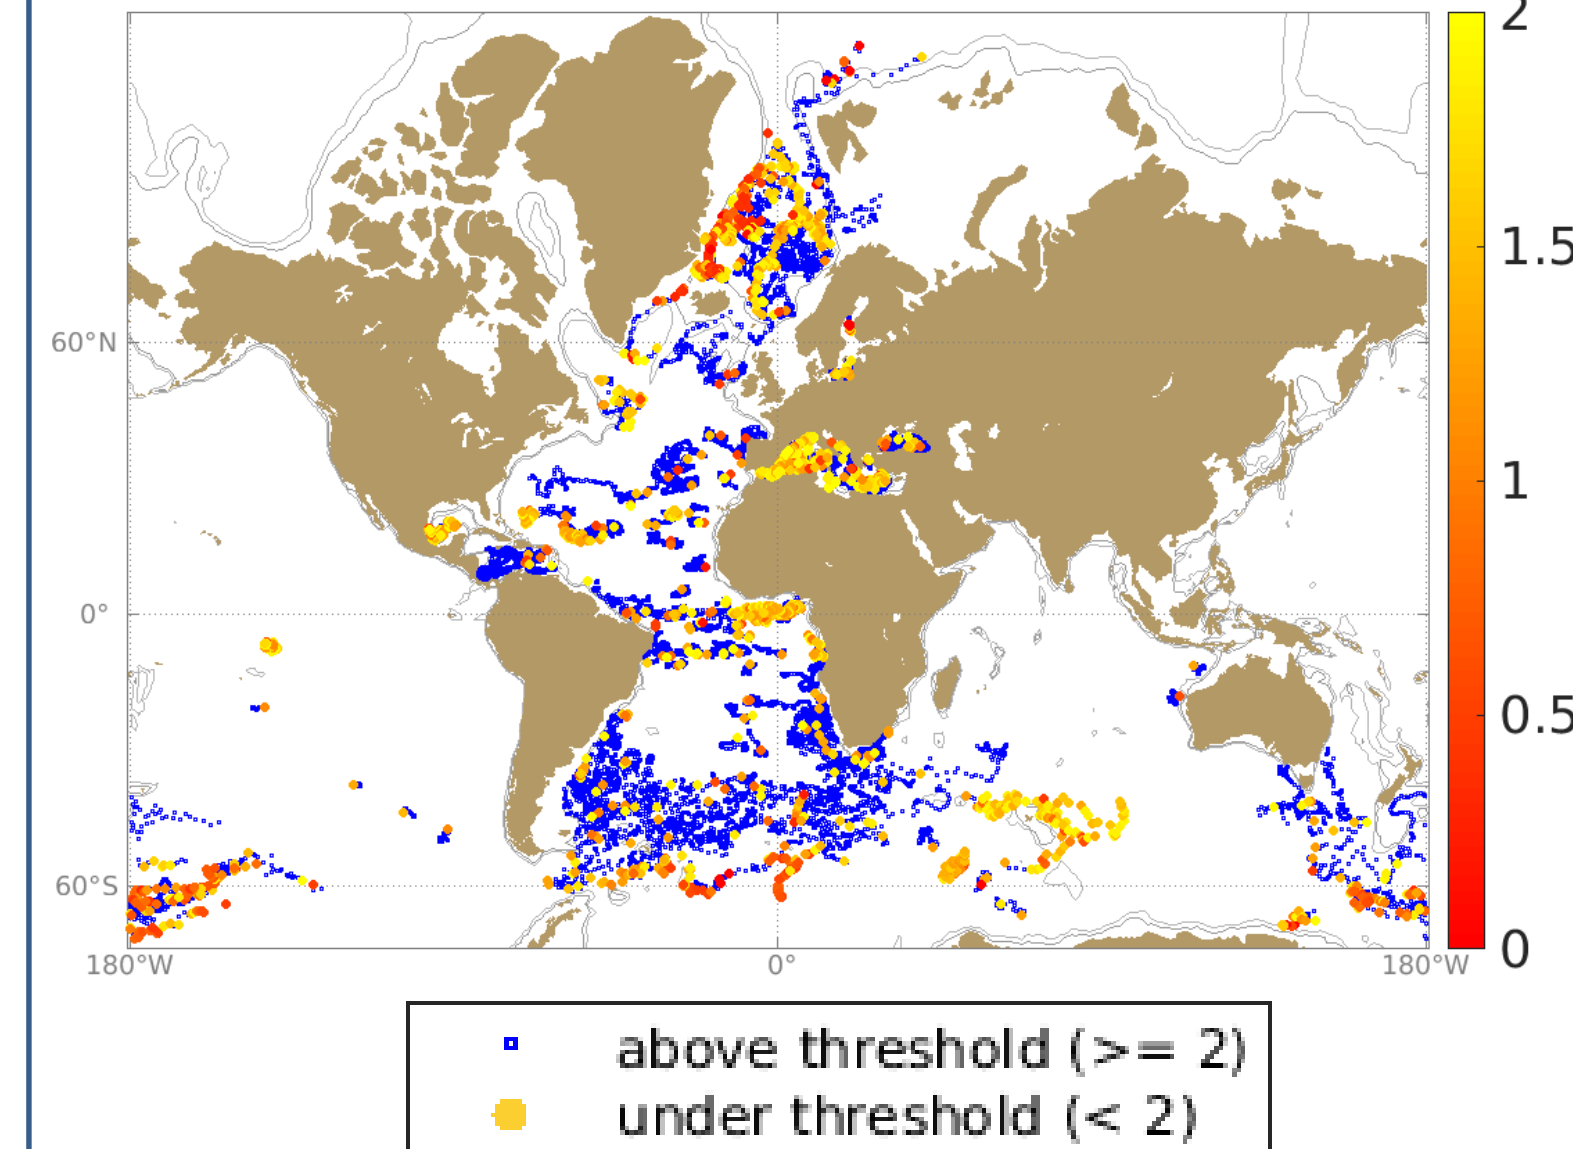 2
1.5
1
0.5
0
60°N
0°
60°S
180°W 0° 180°W
above threshold (>= 2)
under threshold (< 2)